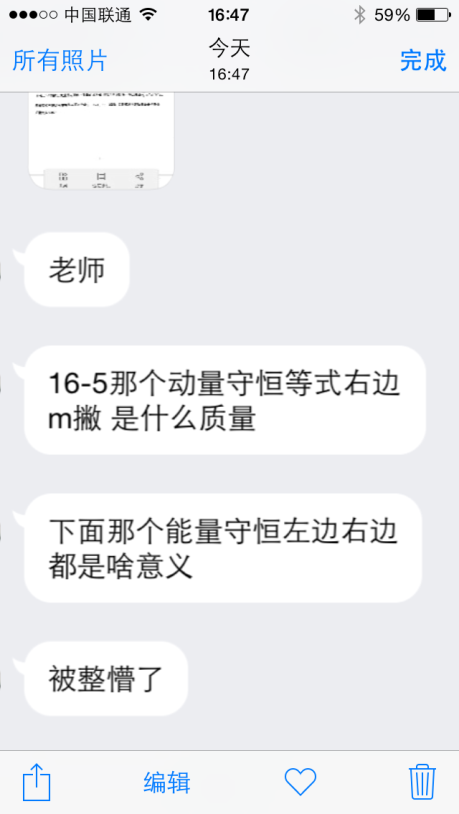 中国联通
16:47
59%
所有照片
今天
16:47
完成
老师
16-5那个动量守恒等式右边
m撇 是什么质量
下面那个能量守恒左边右边
都是啥意义
被整懵了
编辑